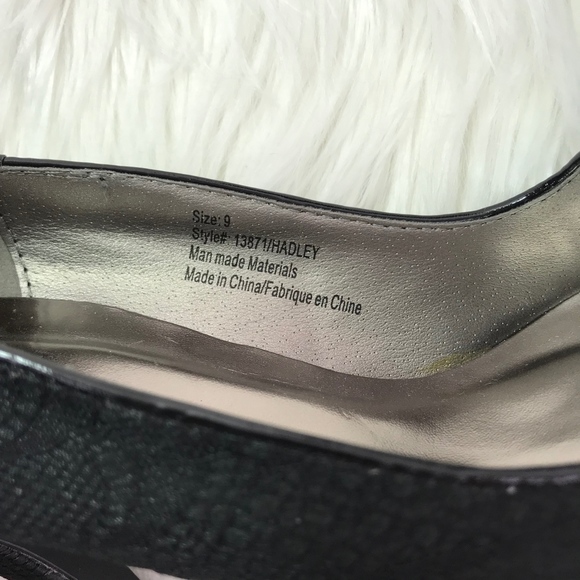 Size: 9
Style#: 13871/HADLEY
Man made Materials
Made in China/Fabrique en Chine